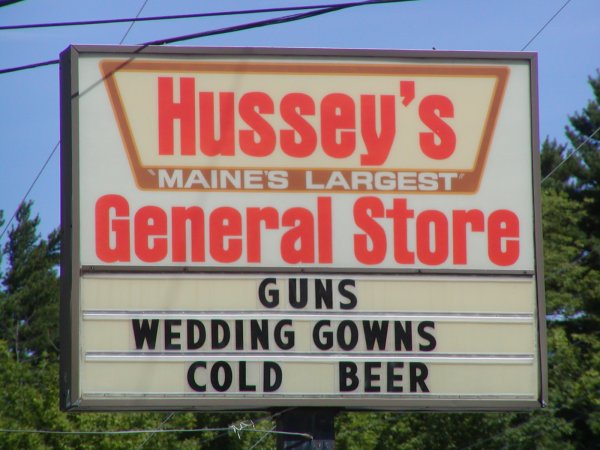 Hussey's
"MAINE'S LARGEST"
General Store
GUNS
WEDDING GOWNS
COLD BEER